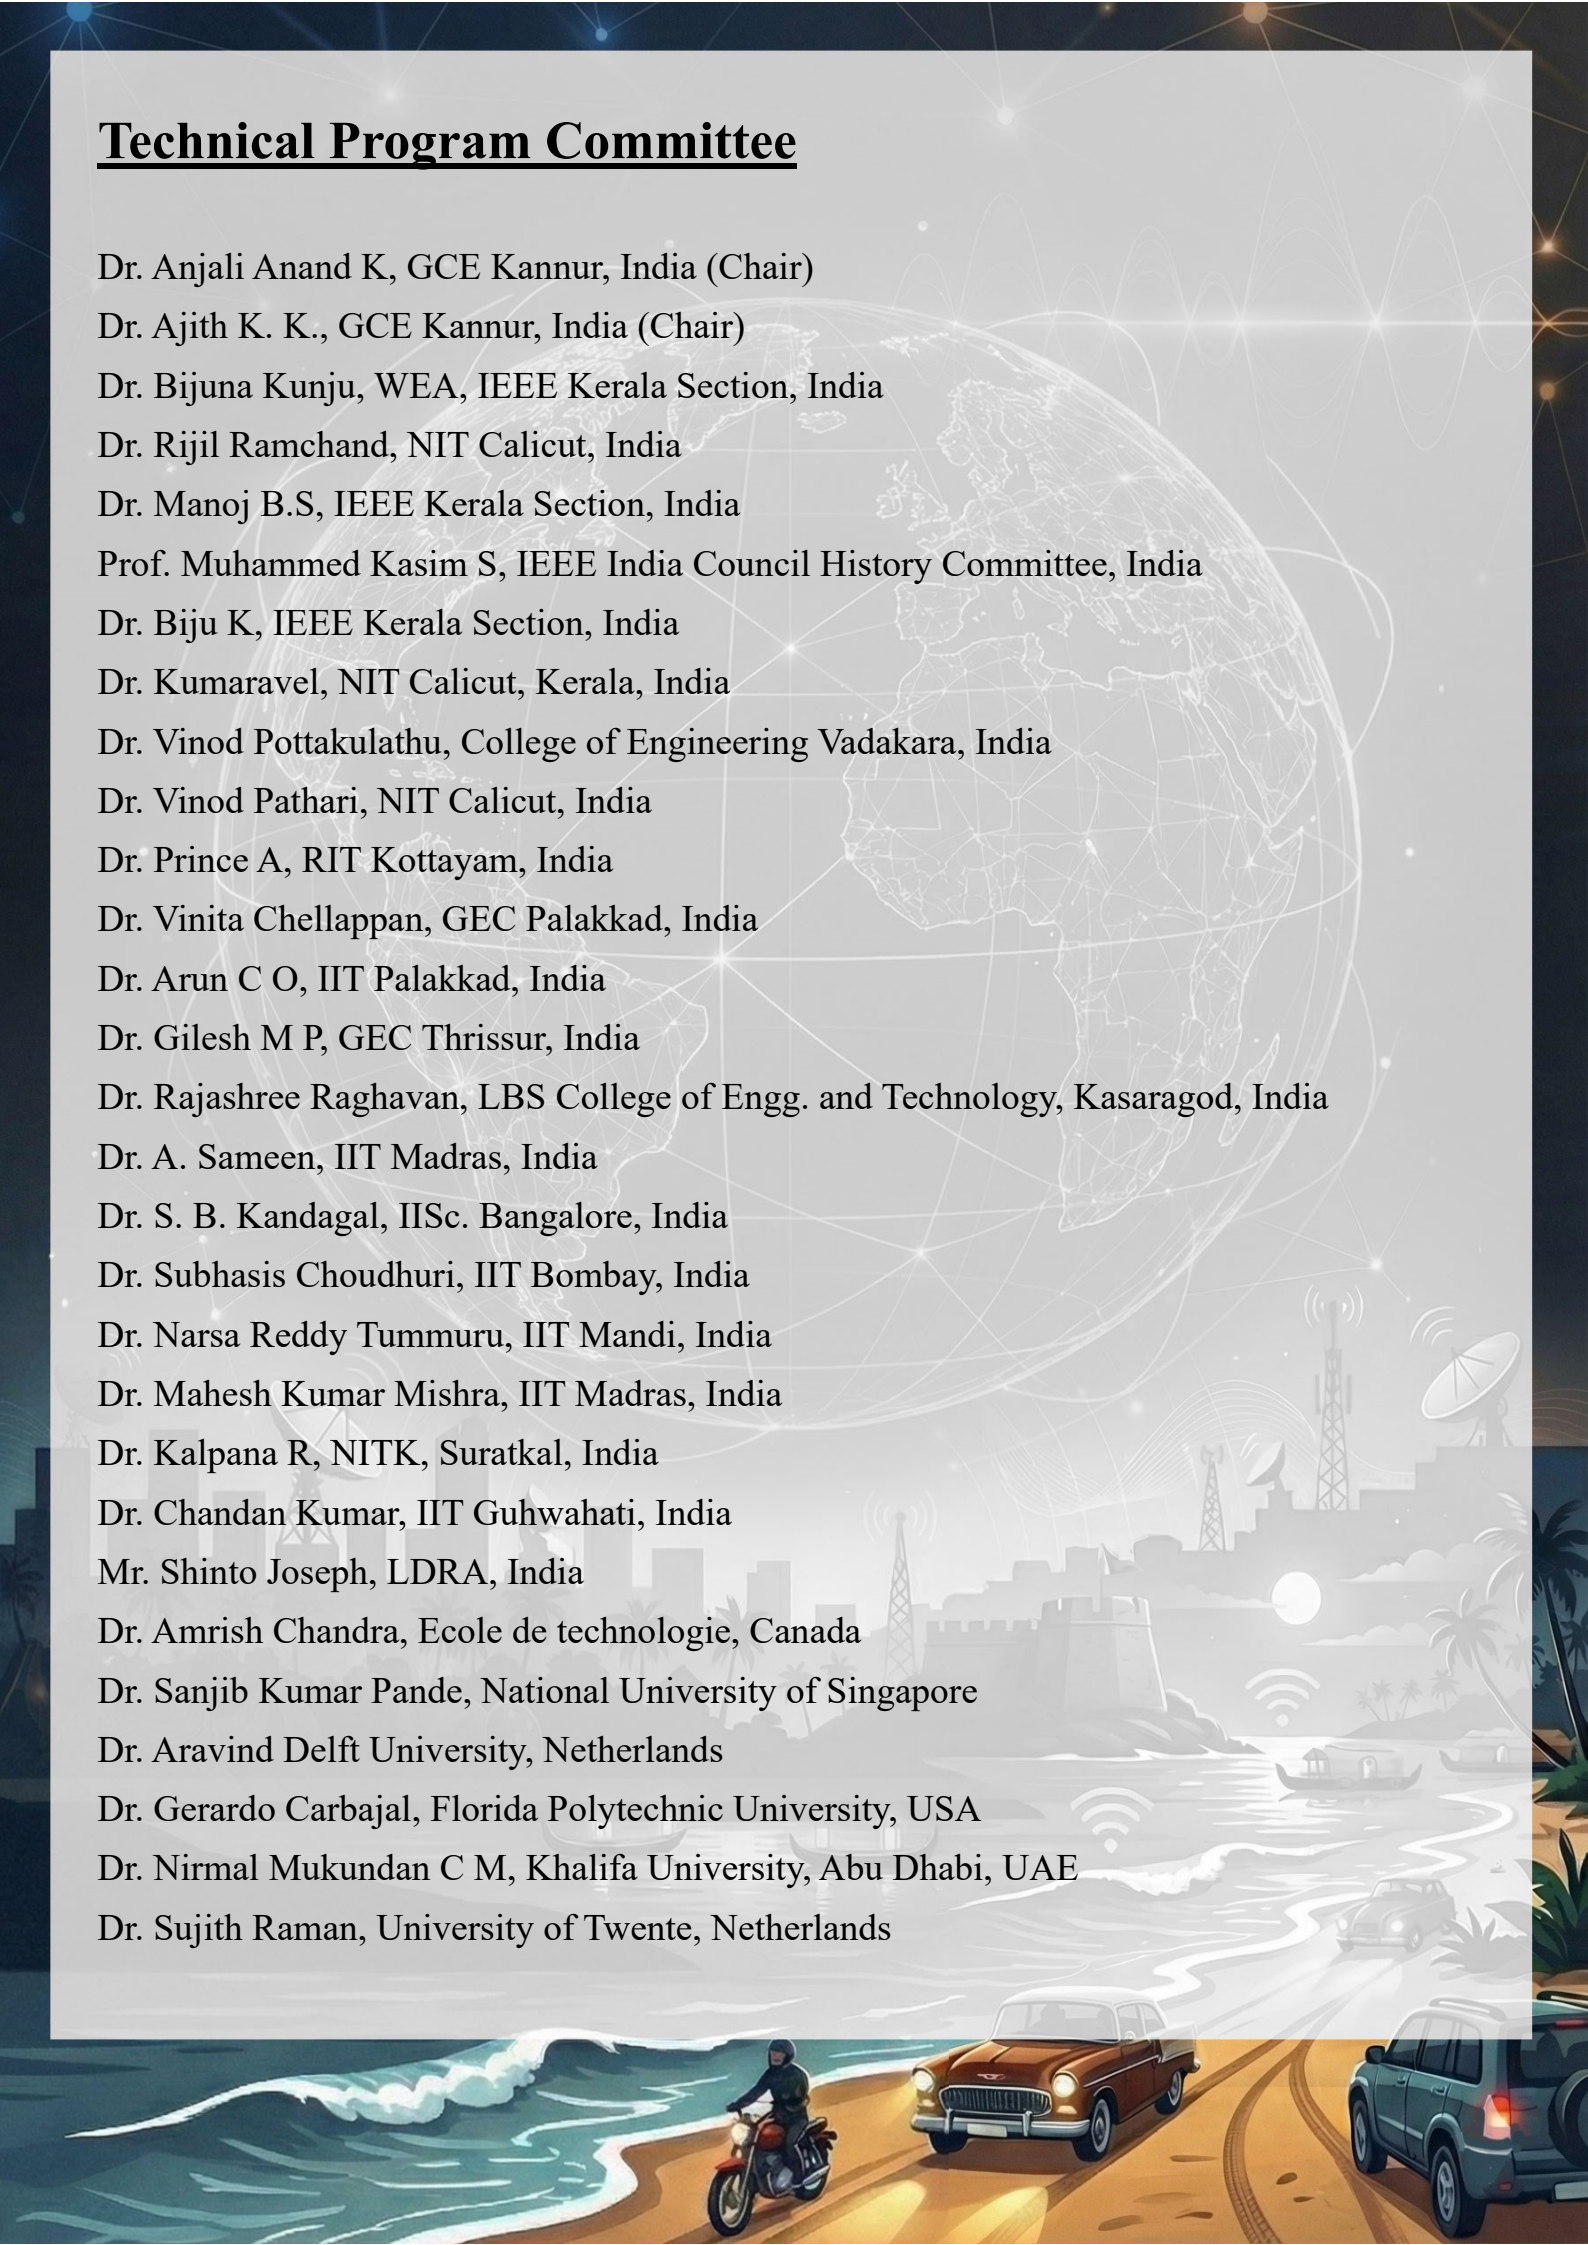 Technical Program Committee
Dr. Anjali Anand K, GCE Kannur, India (Chair)
Dr. Ajith K. K., GCE Kannur, India (Chair)
Dr. Bijuna Kunju, WEA, IEEE Kerala Section, India
Dr. Rijil Ramchand, NIT Calicut, India
Dr. Manoj B.S, IEEE Kerala Section, India
Prof. Muhammed Kasim S, IEEE India Council History Committee, India
Dr. Biju K, IEEE Kerala Section, India
Dr. Kumaravel, NIT Calicut, Kerala, India
Dr. Vinod Pottakulathu, College of Engineering Vadakara, India
Dr. Vinod Pathari, NIT Calicut, India
Dr. Prince A, RIT Kottayam, India
Dr. Vinita Chellappan, GEC Palakkad, India
Dr. Arun C O, IIT Palakkad, India
Dr. Gilesh M P, GEC Thrissur, India
Dr. Rajashree Raghavan, LBS College of Engg. and Technology, Kasaragod, India
Dr. A. Sameen, IIT Madras, India
Dr. S. B. Kandagal, IISc. Bangalore, India
Dr. Subhasis Choudhuri, IIT Bombay, India
Dr. Narsa Reddy Tummuru, IIT Mandi, India
Dr. Mahesh Kumar Mishra, IIT Madras, India
Dr. Kalpana R, NITK, Suratkal, India
Dr. Chandan Kumar, IIT Guhwahati, India
Mr. Shinto Joseph, LDRA, India
Dr. Amrish Chandra, Ecole de technologie, Canada
Dr. Sanjib Kumar Pande, National University of Singapore
Dr. Aravind Delft University, Netherlands
Dr. Gerardo Carbajal, Florida Polytechnic University, USA
Dr. Nirmal Mukundan C M, Khalifa University, Abu Dhabi, UAE
Dr. Sujith Raman, University of Twente, Netherlands